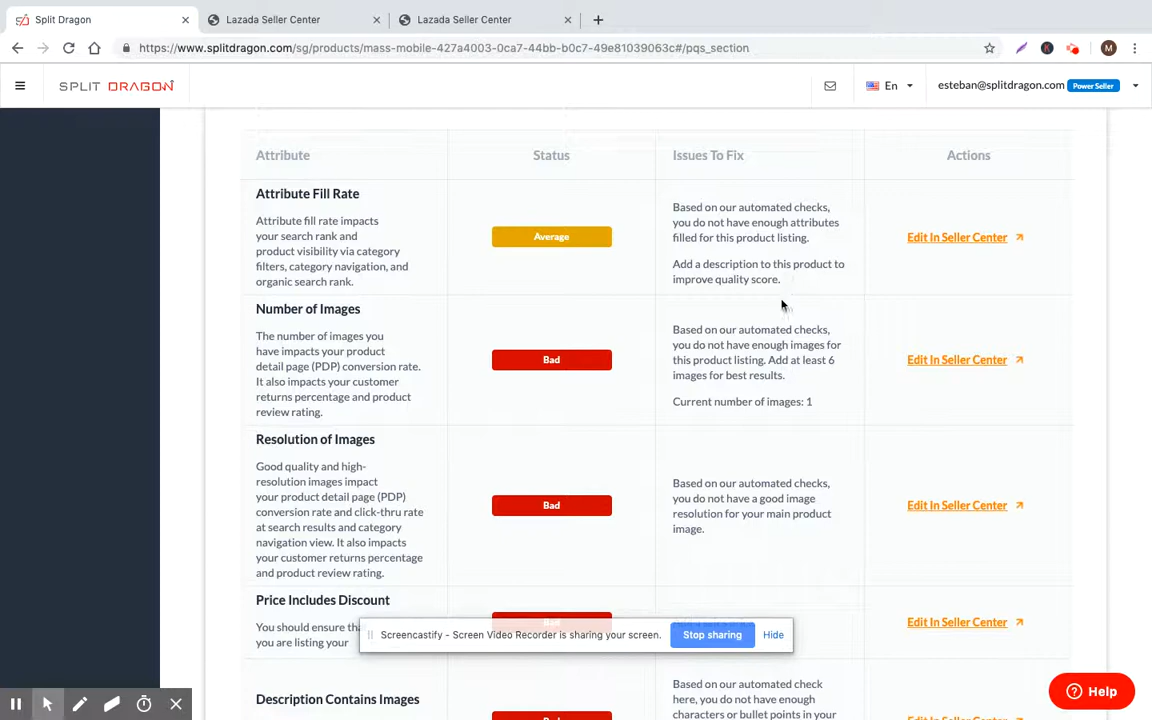 Split Dragon
Lazada Seller Center
Lazada Seller Center
https://www.splitdragon.com/sg/products/mass-mobile-427a4003-0ca7-44bb-b0c7-49e81039063c#/pqs_section
K
M
SPLIT DRAGON
En
esteban@splitdragon.com Power Seller
Attribute Status Issues To Fix Actions
Attribute Fill Rate
Attribute fill rate impacts
your search rank and
product visibility via category
filters, category navigation, and
organic search rank.
Average
Based on our automated checks,
you do not have enough attributes
filled for this product listing.
Add a description to this product to
improve quality score.
Edit In Seller Center
Number of Images
The number of images you
have impacts your product
detail page (PDP) conversion rate.
It also impacts your customer
returns percentage and product
review rating.
Bad
Based on our automated checks,
you do not have enough images for
this product listing. Add at least 6
images for best results.
Current number of images: 1
Edit In Seller Center
Resolution of Images
Good quality and high-
resolution images impact
your product detail page (PDP)
conversion rate and click-thru rate
at search results and category
navigation view. It also impacts
your customer returns percentage
and product review rating.
Bad
Based on our automated checks,
you do not have a good image
resolution for your main product
image.
Edit In Seller Center
Price Includes Discount
You should ensure tha
you are listing your
Bad
Edit In Seller Center
Screencastify - Screen Video Recorder is sharing your screen.
Stop sharing
Hide
Description Contains Images
Based on our automated check
here, you do not have enough
characters or bullet points in your
Help